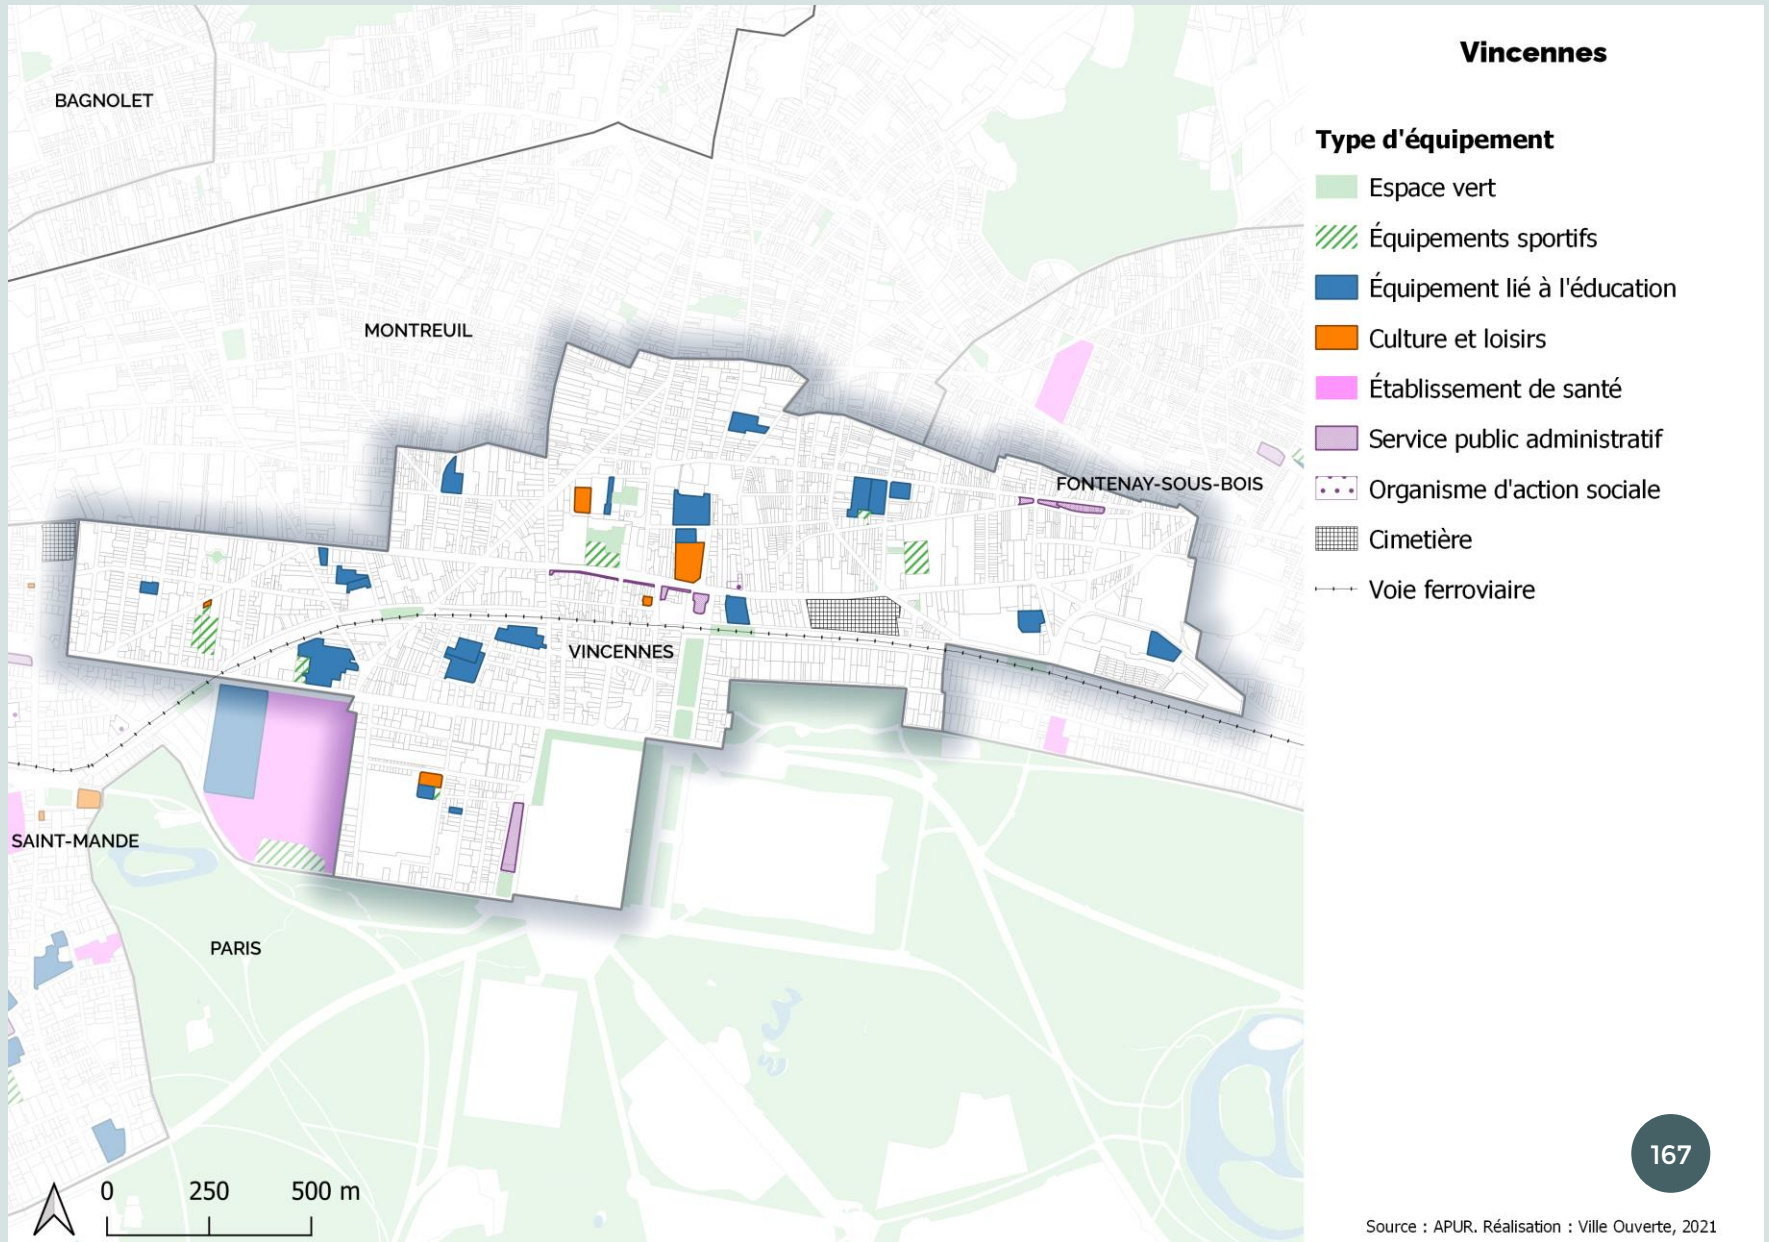 Vincennes
Type d'équipement
Espace vert
Équipements sportifs
Équipement lié à l'éducation
Culture et loisirs
Établissement de santé
Service public administratif
Organisme d'action sociale
Cimetière
Voie ferroviaire
BAGNOLET
MONTREUIL
FONTENAY-SOUS-BOIS
VINCENNES
SAINT-MANDE
PARIS
0 250 500 m
167
Source : APUR. Réalisation : Ville Ouverte, 2021